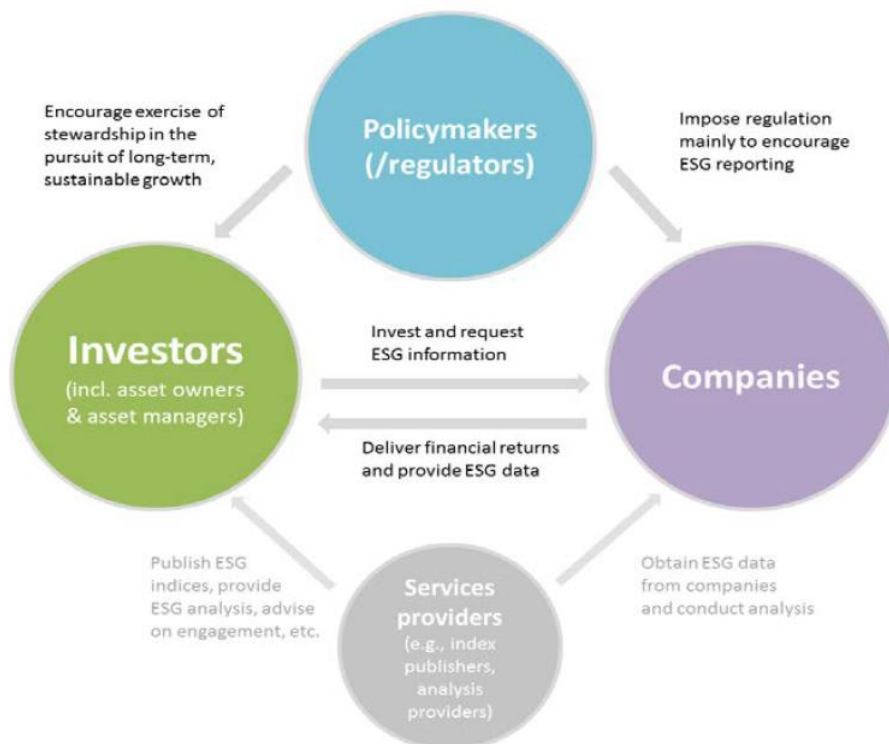 Encourage exercise of
stewardship in the
pursuit of long-term,
sustainable growth
Policymakers
(/regulators)
Impose regulation
mainly to encourage
ESG reporting
Investors
(incl. asset owners
& asset managers)
Invest and request
ESG information
Companies
Deliver financial returns
and provide ESG data
Publish ESG
indices, provide
ESG analysis, advise
on engagement, etc.
Services
providers
(e.g., index
publishers,
analysis
providers)
Obtain ESG data
from companies
and conduct analysis